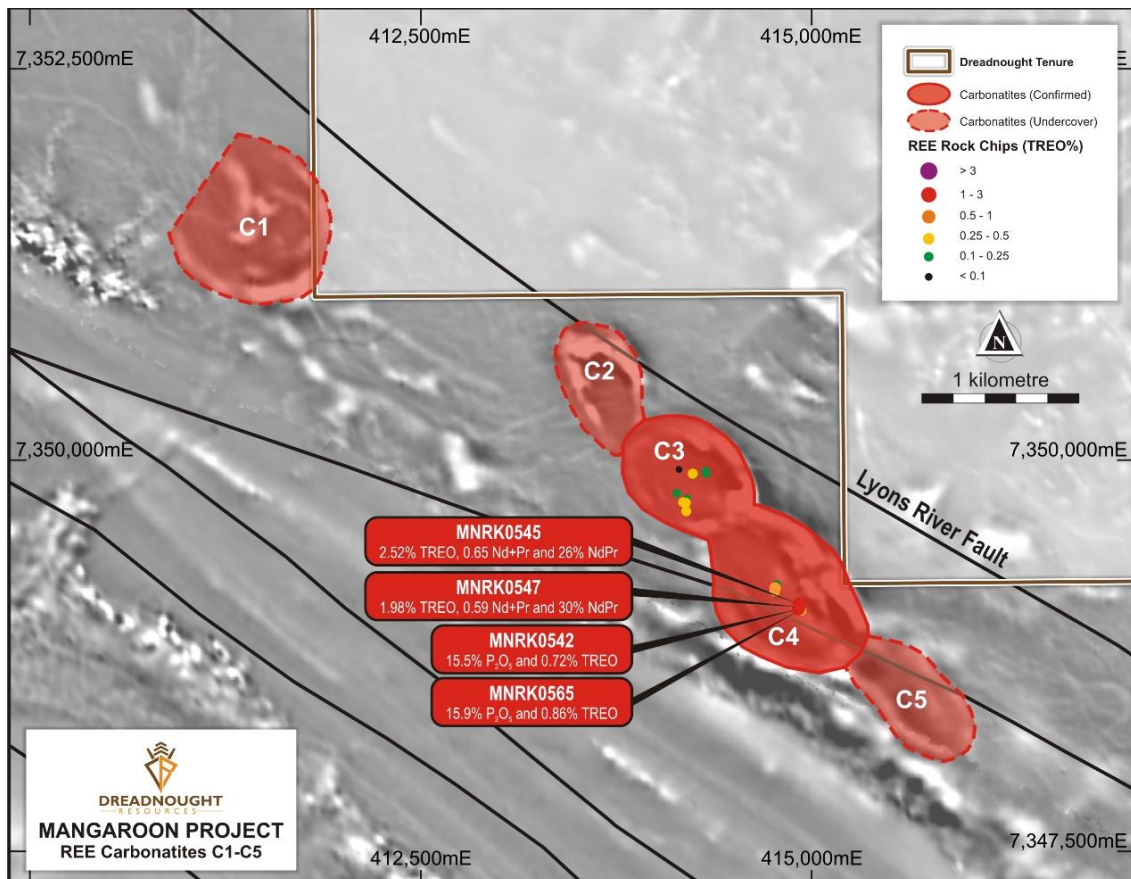 412,500mE
415,000mE
7,352,500mE
Dreadnought Tenure
Carbonatites (Confirmed)
Carbonatites (Undercover)
REE Rock Chips (TREO%)
> 3
1 - 3
0.5 - 1
0.25 - 0.5
0.1 - 0.25
< 0.1
N
1 kilometre
C1
C2
C3
7,350,000mE
7,350,000mE
Lyons River Fault
MNRK0545
2.52% TREO, 0.65 Nd+Pr and 26% NdPr
MNRK0547
1.98% TREO, 0.59 Nd+Pr and 30% NdPr
MNRK0542
15.5% P₂O₅ and 0.72% TREO
MNRK0565
15.9% P₂O₅ and 0.86% TREO
C4
C5
DREADNOUGHT
RESOURCES
MANGAROON PROJECT
REE Carbonatites C1-C5
7,347,500mE
412,500mE
415,000mE